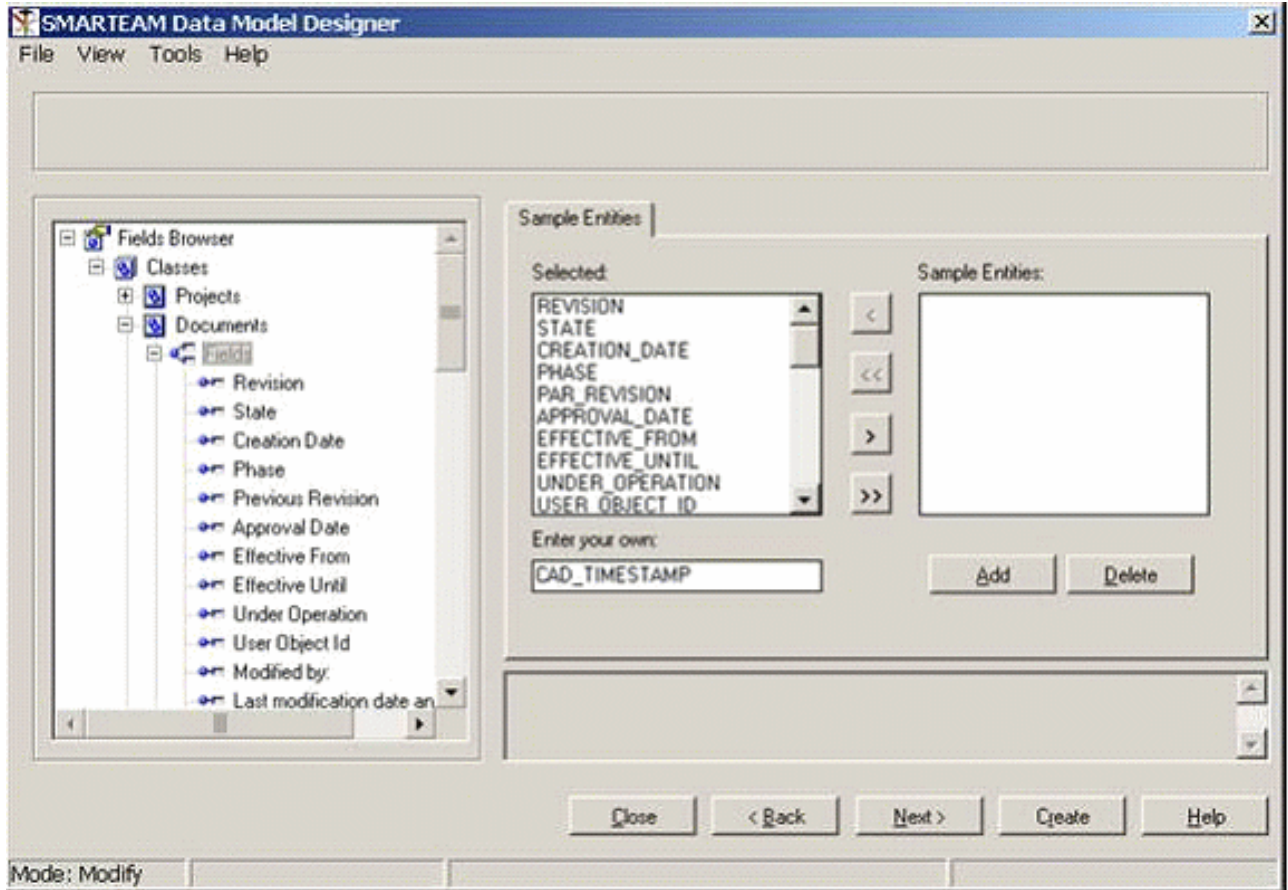 SMARTEAM Data Model Designer
File View Tools Help
Fields Browser
Classes
Projects
Documents
Fields
Revision
State
Creation Date
Phase
Previous Revision
Approval Date
Effective From
Effective Until
Under Operation
User Object Id
Modified by:
Last modification date an
Sample Entities
Selected:
REVISION
STATE
CREATION_DATE
PHASE
PAR_REVISION
APPROVAL_DATE
EFFECTIVE_FROM
EFFECTIVE_UNTIL
UNDER_OPERATION
USER_OBJECT_ID
<
<<
>
>>
Sample Entities:
Enter your own:
CAD_TIMESTAMP
Add Delete
Close < Back Next > Create Help
Mode: Modify